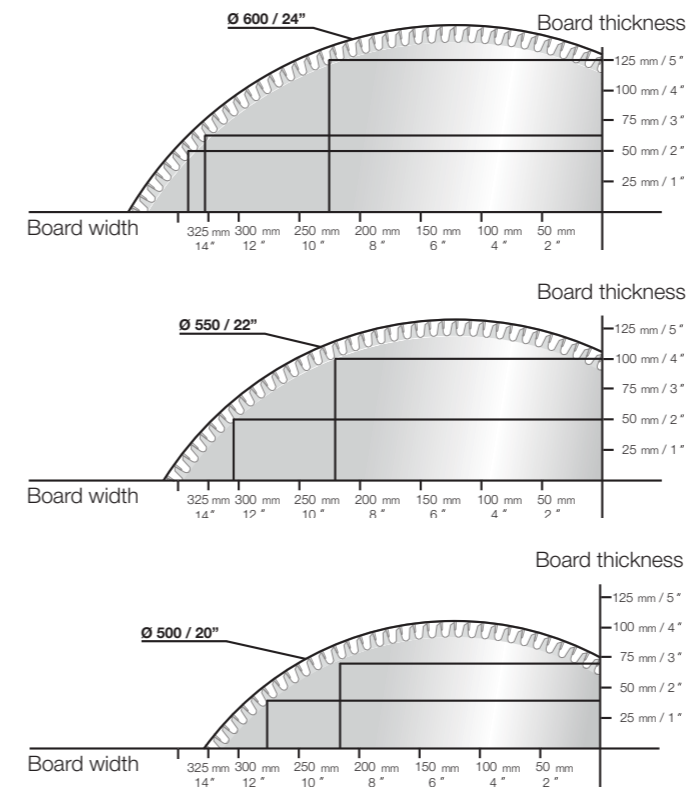 Ø 600 / 24”
Board thickness
125 mm / 5 ″
100 mm / 4 ″
75 mm / 3 ″
50 mm / 2 ″
25 mm / 1 ″
Board width
325 mm 300 mm 250 mm 200 mm 150 mm 100 mm 50 mm
14 ″ 12 ″ 10 ″ 8 ″ 6 ″ 4 ″ 2 ″
Board thickness
Ø 550 / 22”
125 mm / 5 ″
100 mm / 4 ″
75 mm / 3 ″
50 mm / 2 ″
25 mm / 1 ″
Board width
325 mm 300 mm 250 mm 200 mm 150 mm 100 mm 50 mm
14 ″ 12 ″ 10 ″ 8 ″ 6 ″ 4 ″ 2 ″
Board thickness
Ø 500 / 20”
125 mm / 5 ″
100 mm / 4 ″
75 mm / 3 ″
50 mm / 2 ″
25 mm / 1 ″
Board width
325 mm 300 mm 250 mm 200 mm 150 mm 100 mm 50 mm
14 ″ 12 ″ 10 ″ 8 ″ 6 ″ 4 ″ 2 ″